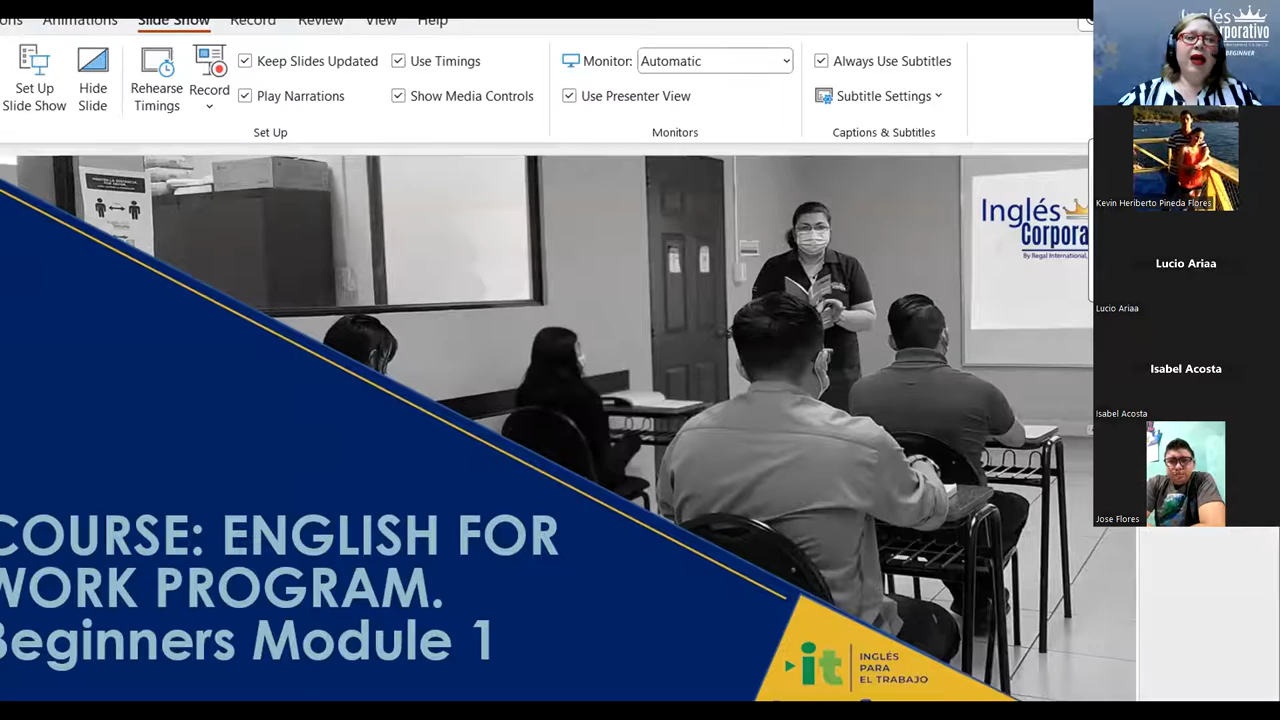 ons Animations Slide Show Record Review View Help
Set Up
Slide Show
Hide
Slide
Rehearse
Timings
Record
Keep Slides Updated
Play Narrations
Use Timings
Show Media Controls
Set Up
Monitor: Automatic
Use Presenter View
Monitors
Always Use Subtitles
Subtitle Settings
Captions & Subtitles
Inglés
Corpora
By Regal International,
COURSE: ENGLISH FOR
WORK PROGRAM.
Beginners Module 1
it
INGLÉS
PARA
EL TRABAJO
Inglés
Corporativo
BEGINNER
Kevin Heriberto Pineda Flores
Lucio Ariaa
Lucio Ariaa
Isabel Acosta
Isabel Acosta
Jose Flores